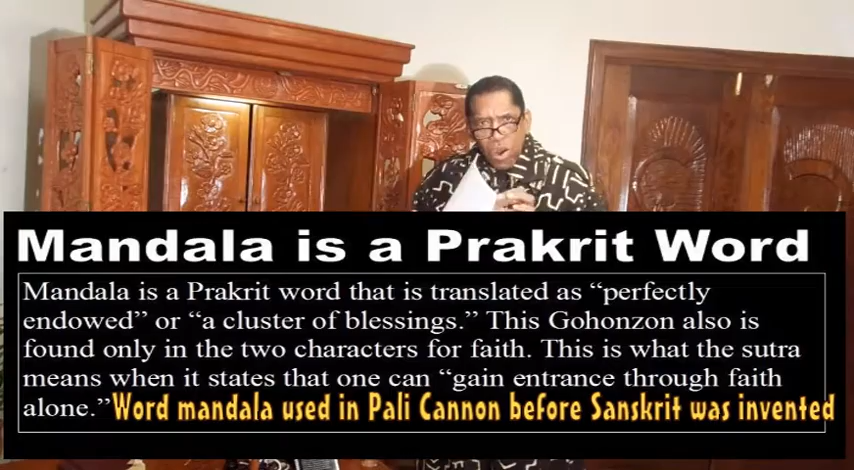 Mandala is a Prakrit Word
Mandala is a Prakrit word that is translated as “perfectly
endowed” or “a cluster of blessings.” This Gohonzon also is
found only in the two characters for faith. This is what the sutra
means when it states that one can “gain entrance through faith
alone.”Word mandala used in Pali Cannon before Sanskrit was invented